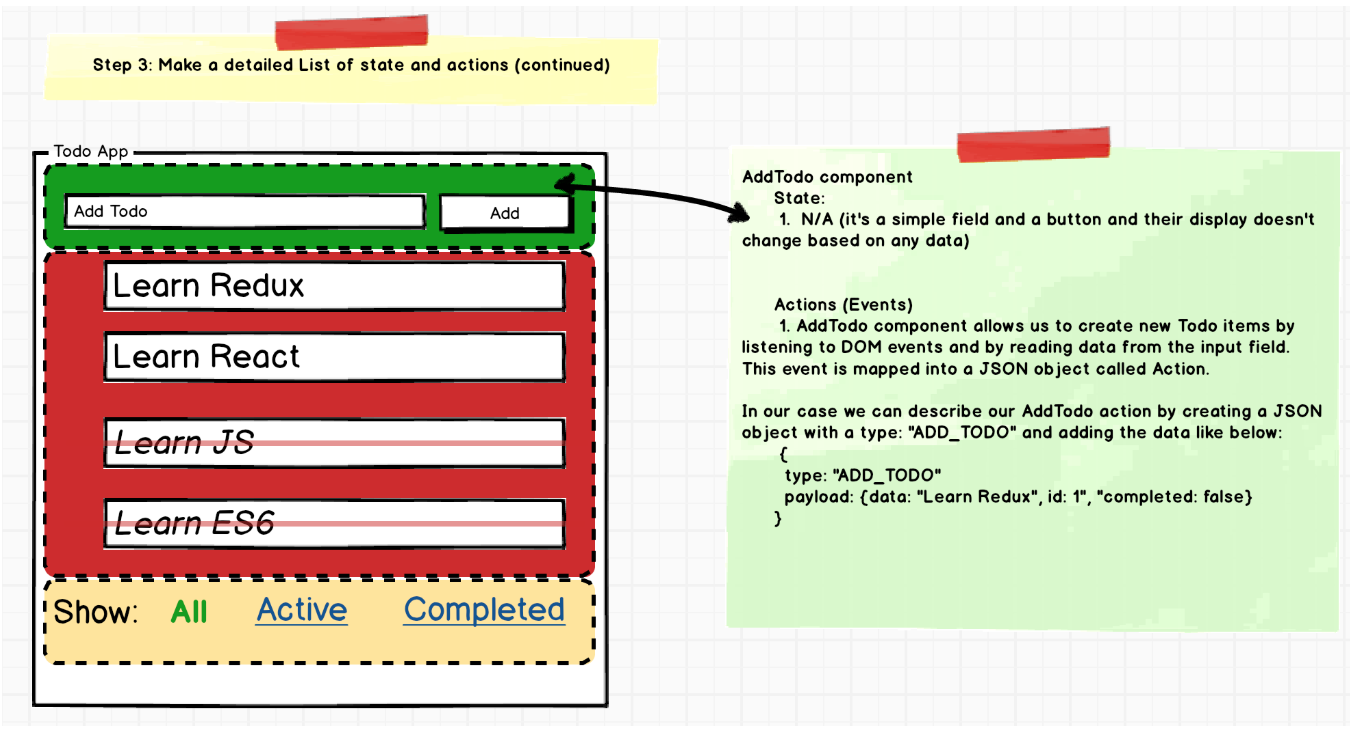 Step 3: Make a detailed List of state and actions (continued)
Todo App
Add Todo
Add
Learn Redux
Learn React
Learn JS
Learn ES6
Show: All Active Completed
AddTodo component
State:
1. N/A (it's a simple field and a button and their display doesn't
change based on any data)
Actions (Events)
1. AddTodo component allows us to create new Todo items by
listening to DOM events and by reading data from the input field.
This event is mapped into a JSON object called Action.
In our case we can describe our AddTodo action by creating a JSON
object with a type: "ADD_TODO" and adding the data like below:
{
type: "ADD_TODO"
payload: {data: "Learn Redux", id: 1", "completed: false}
}